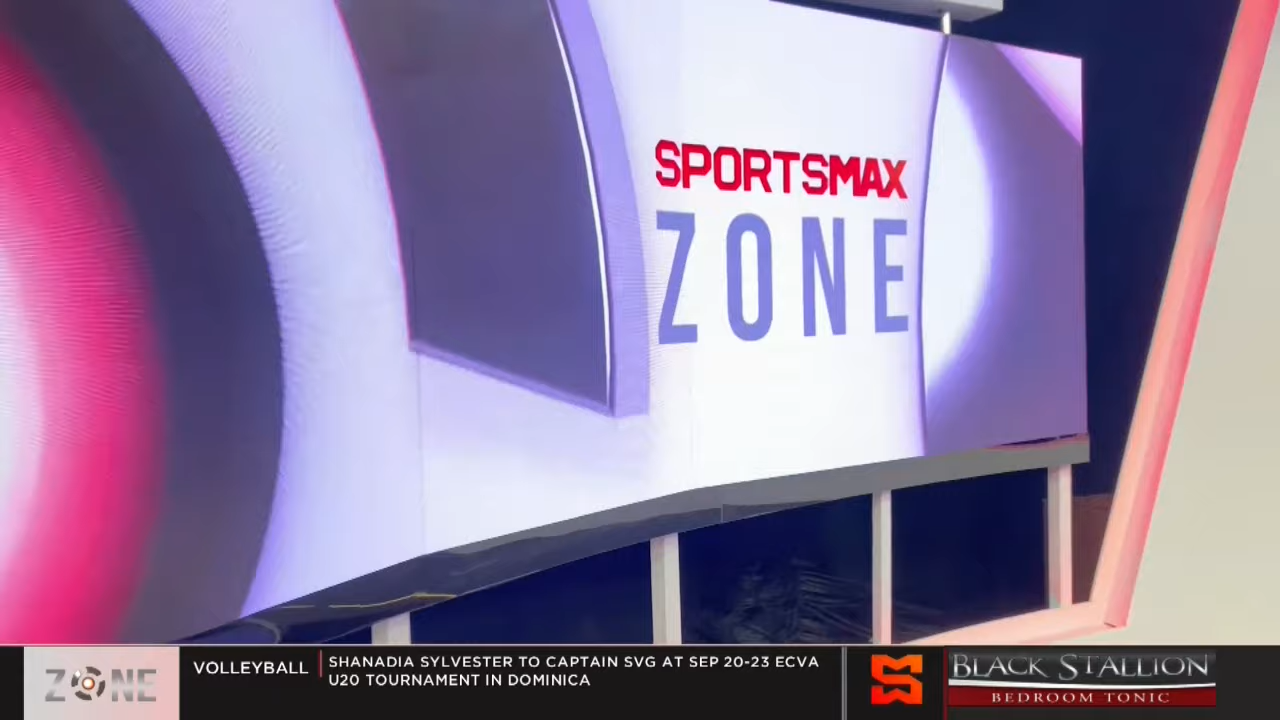 SPORTSMAX
ZONE
ZONE
VOLLEYBALL
SHANADIA SYLVESTER TO CAPTAIN SVG AT SEP 20-23 ECVA
U20 TOURNAMENT IN DOMINICA
BLACK STALLION
BEDROOM TONIC